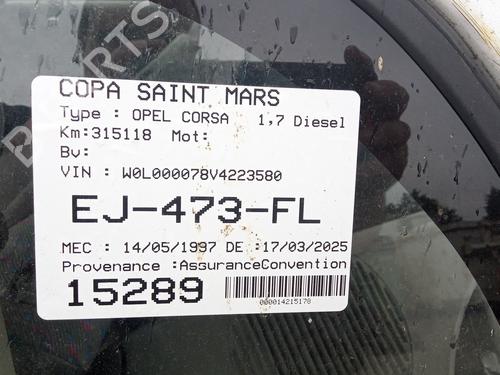 PARTS
COPA SAINT MARS
Type : OPEL CORSA 1,7 Diesel
Km:315118 Mot:
Bv:
VIN : W0L000078V4223580
EJ-473-FL
MEC : 14/05/1997 DE :17/03/2025
Provenance :AssuranceConvention
15289
000014215178